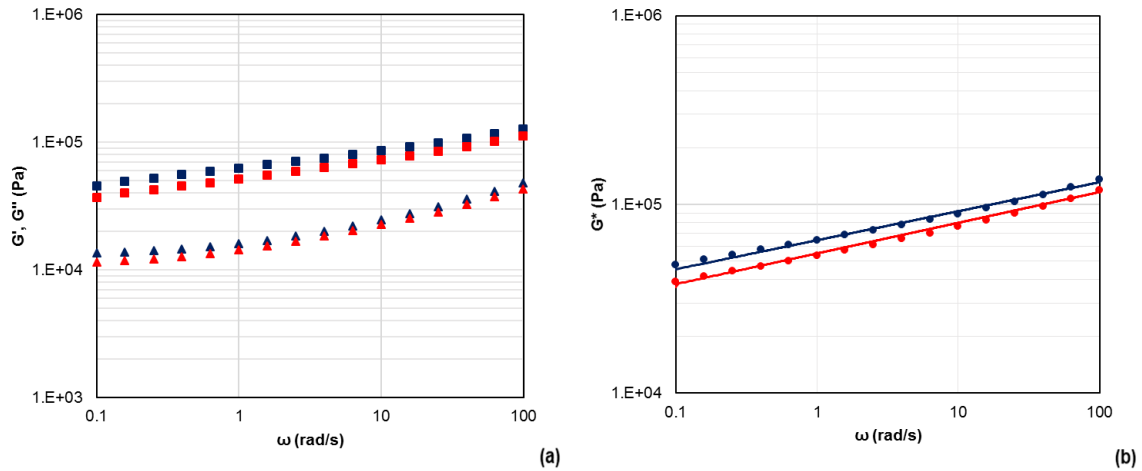 1.E+06
1.E+05
1.E+04
1.E+03
G', G'' (Pa)
0.1 1 10 100
ω (rad/s)
(a)
1.E+06
1.E+05
1.E+04
G* (Pa)
0.1 1 10 100
ω (rad/s)
(b)